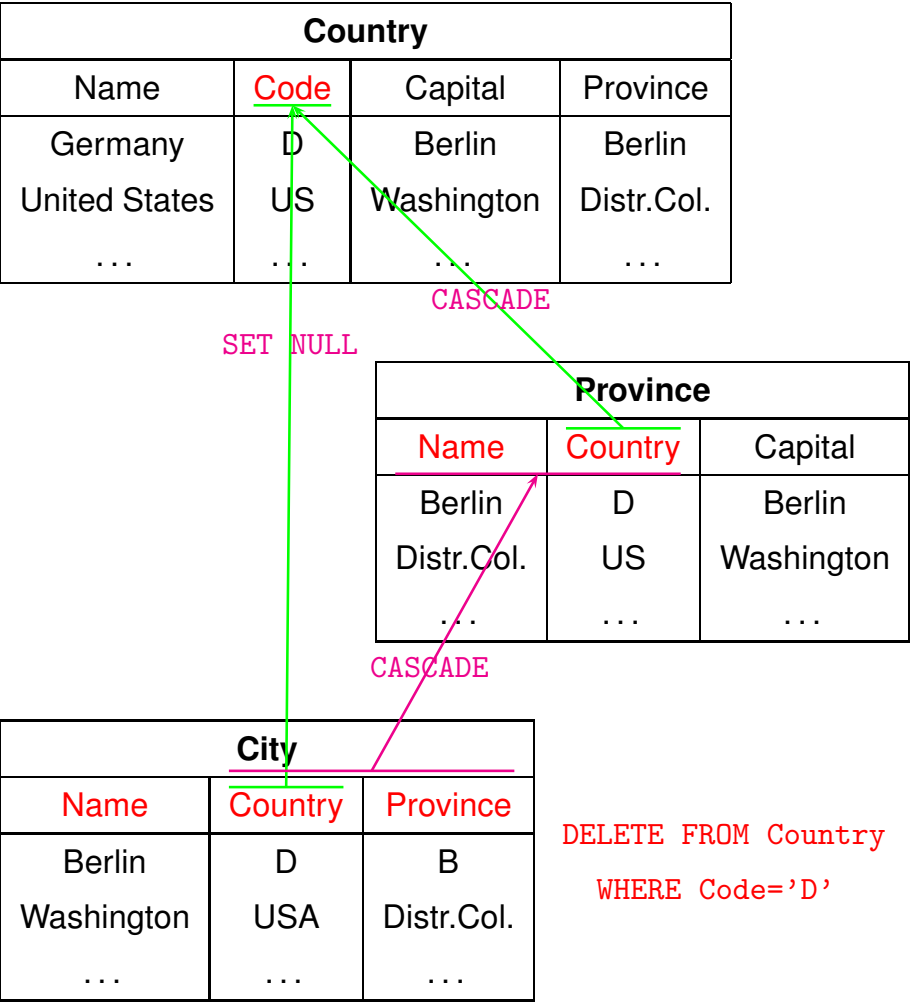 Country
Name Code Capital Province
Germany D Berlin Berlin
United States US Washington Distr.Col.
. . . . . . . . . . . .
CASCADE
SET NULL
Province
Name Country Capital
Berlin D Berlin
Distr.Col. US Washington
. . . . . . . . .
CASCADE
City
Name Country Province
Berlin D B
Washington USA Distr.Col.
. . . . . . . . .
DELETE FROM Country
WHERE Code=’D’